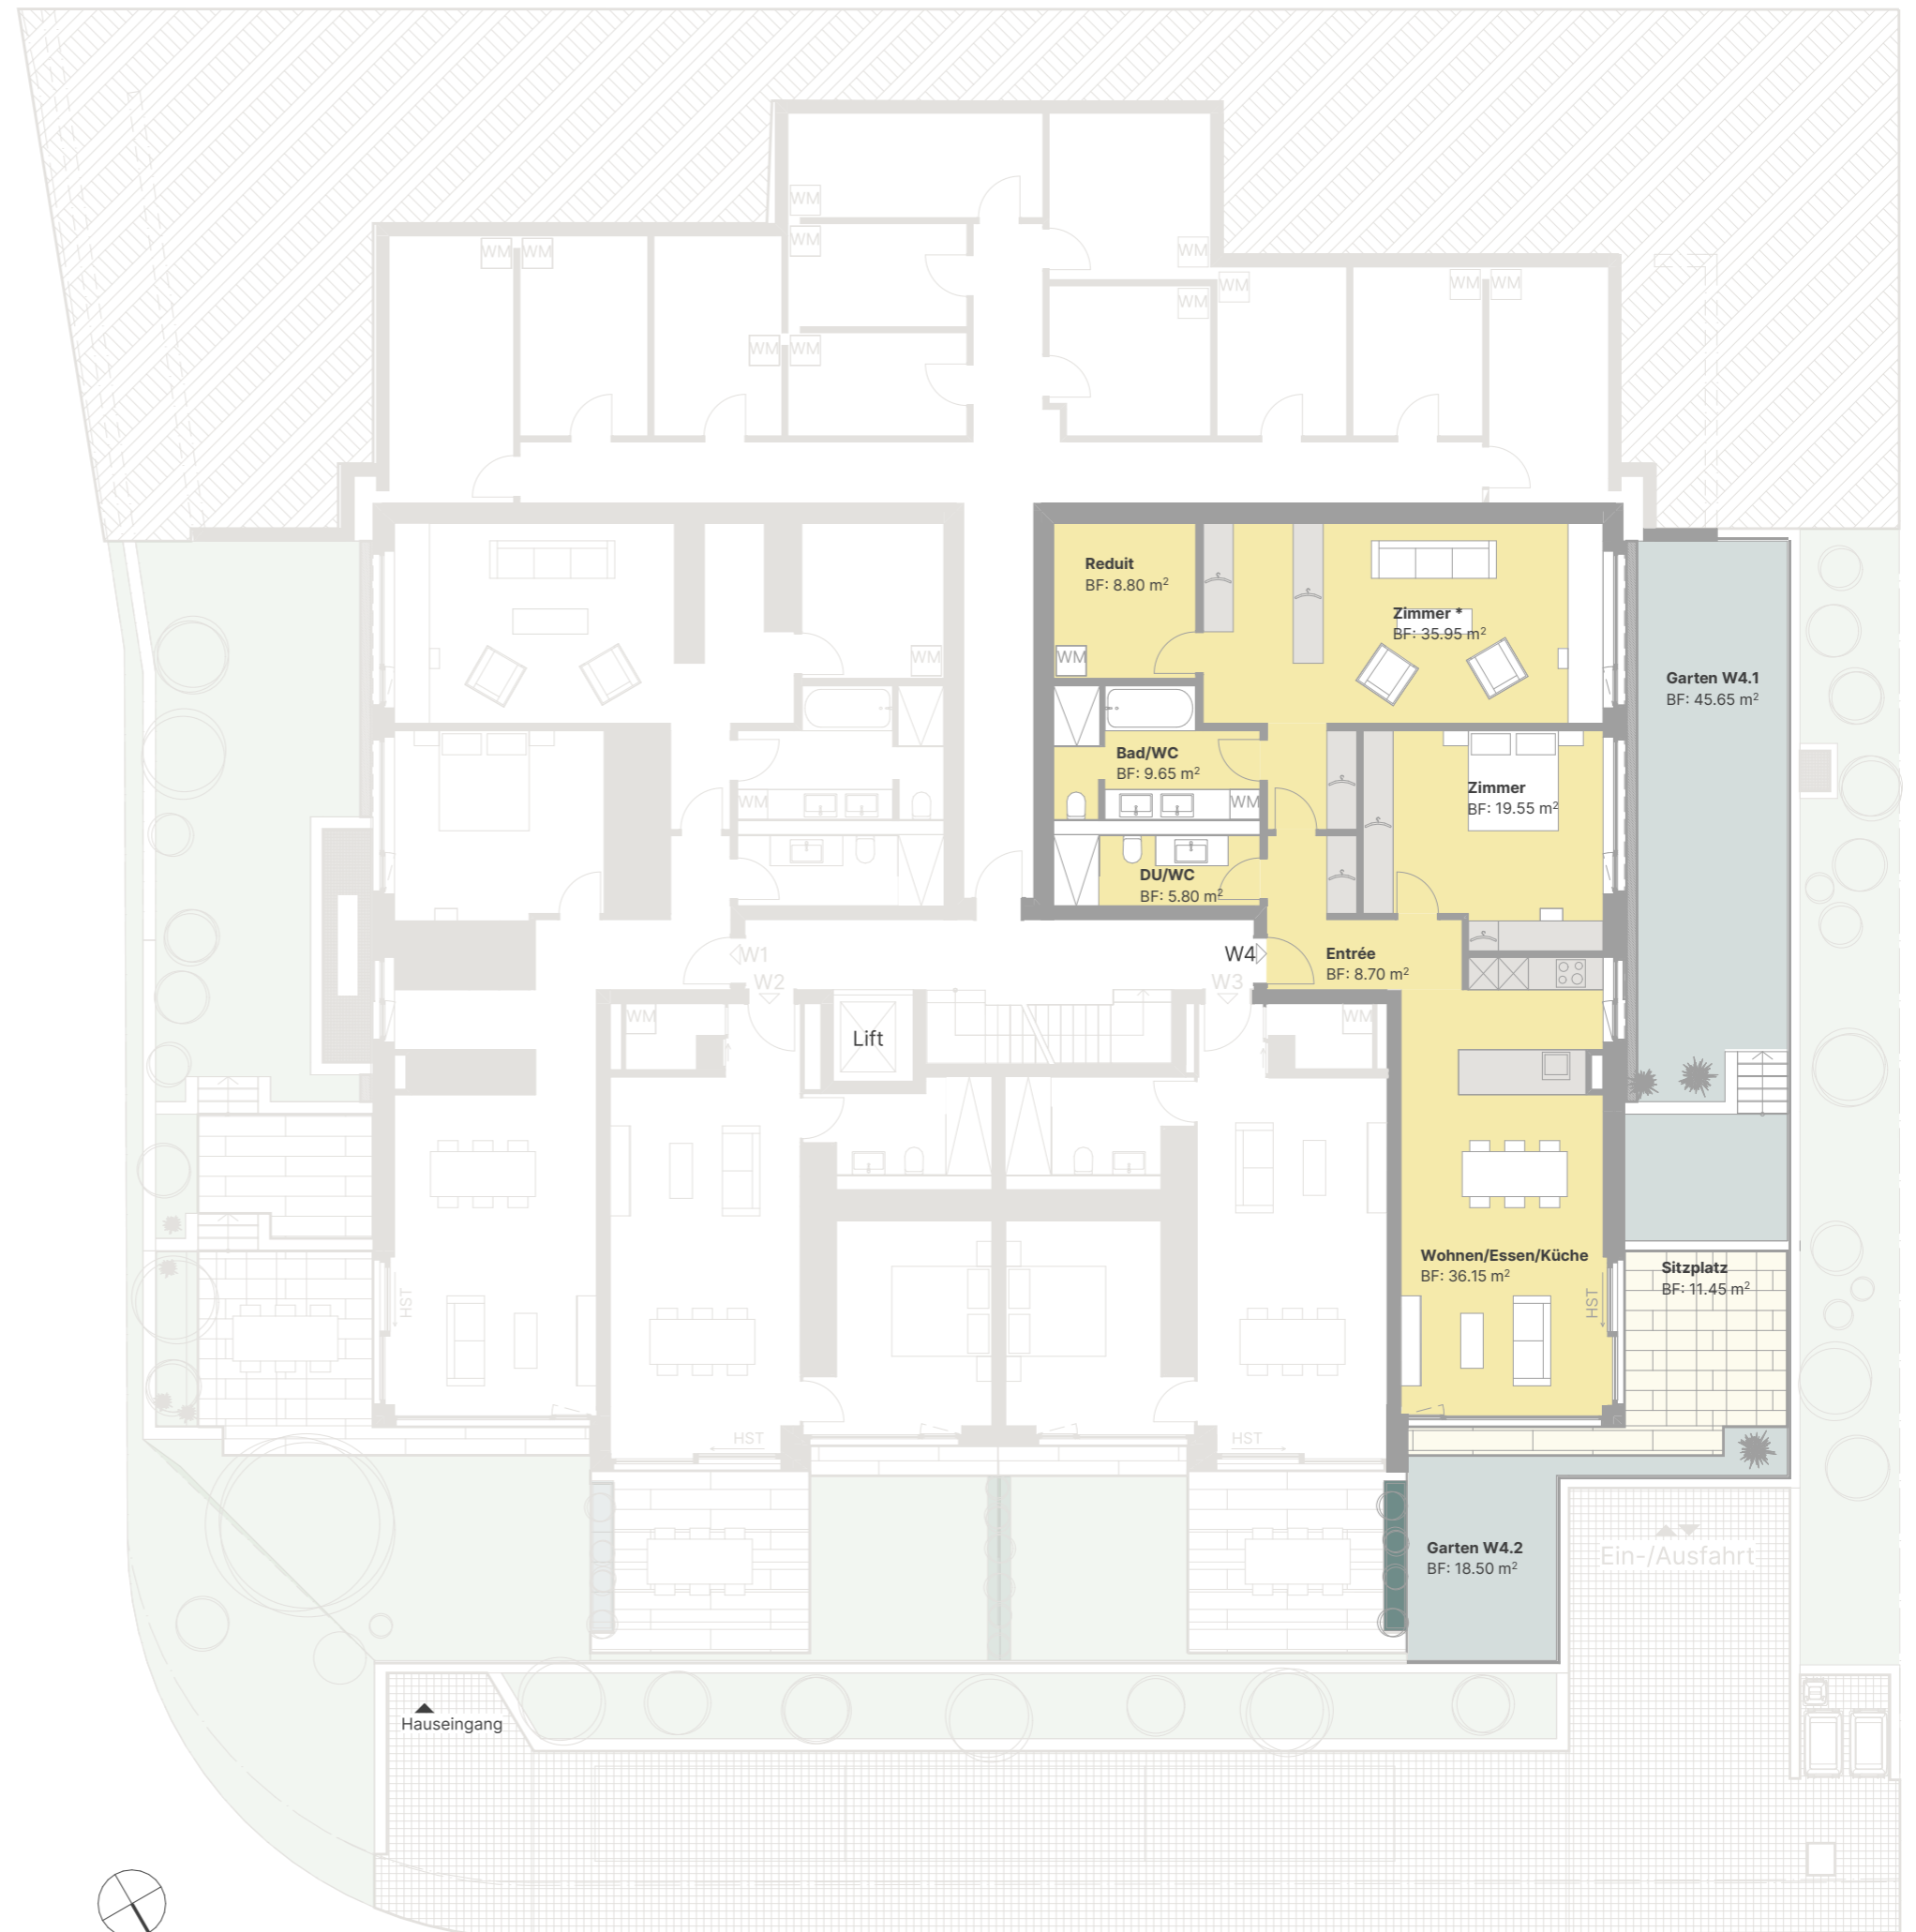 WM
WM
WM WM
WM
WM
WM
WM WM
WM
WM WM
Reduit
BF: 8.80 m²
WM
Zimmer *
BF: 35.95 m²
WM
Garten W4.1
BF: 45.65 m²
Bad/WC
BF: 9.65 m²
WM
WM
Zimmer
BF: 19.55 m²
DU/WC
BF: 5.80 m²
W1
W2
W4
W3
Entrée
BF: 8.70 m²
WM
Lift
WM
Wohnen/Essen/Küche
BF: 36.15 m²
Sitzplatz
BF: 11.45 m²
HST
HST
HST
HST
Garten W4.2
BF: 18.50 m²
Ein-/Ausfahrt
Hauseingang